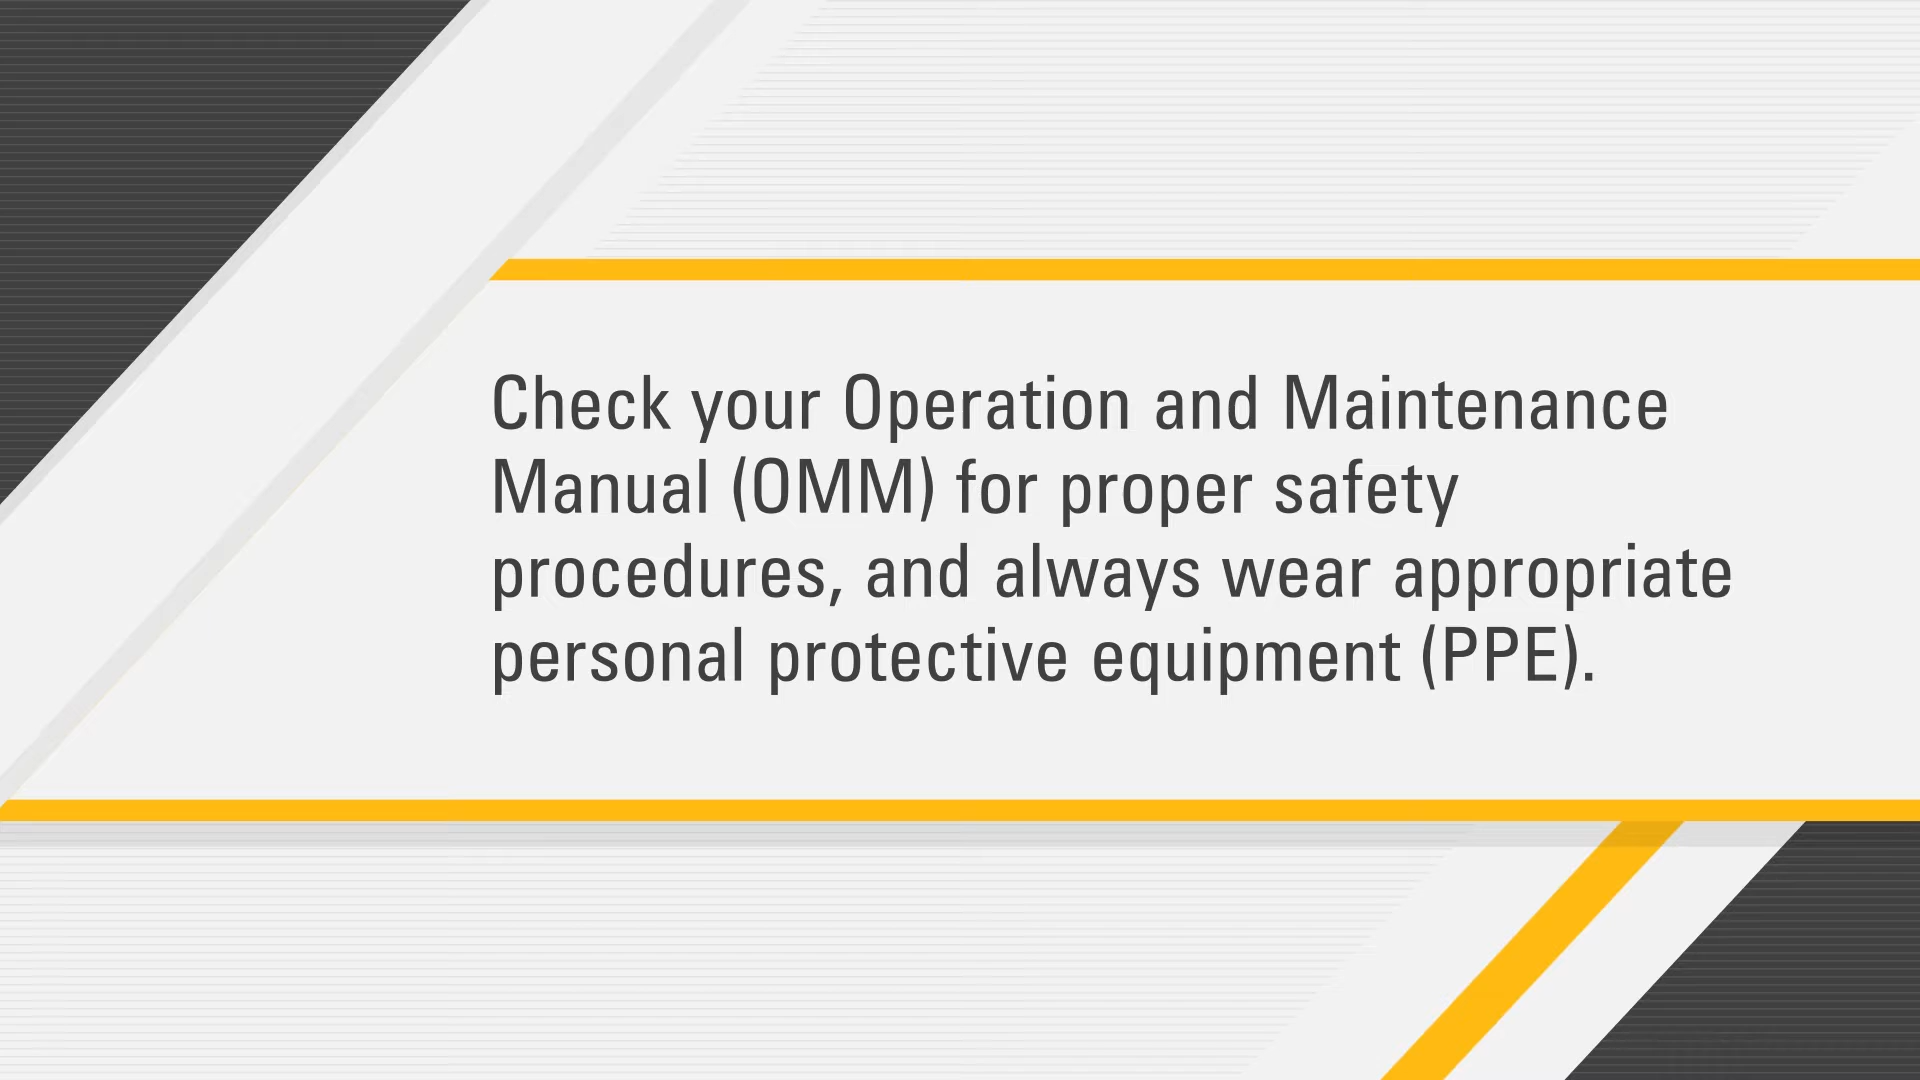 Check your Operation and Maintenance
Manual (OMM) for proper safety
procedures, and always wear appropriate
personal protective equipment (PPE).